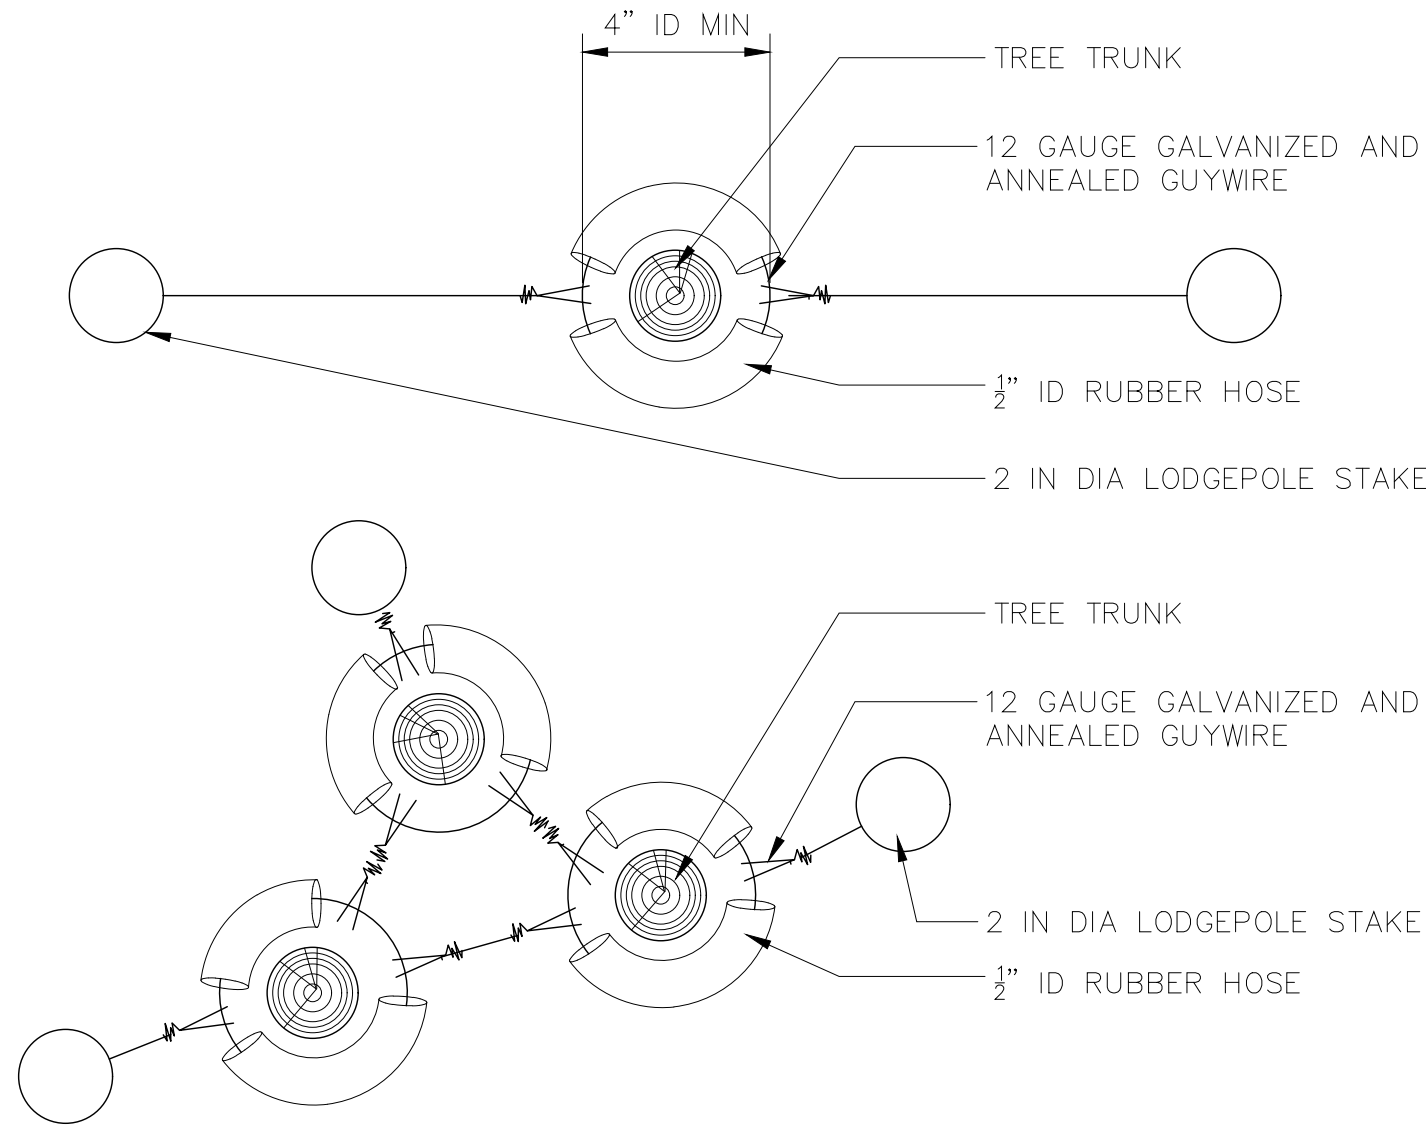 4” ID MIN
TREE TRUNK
12 GAUGE GALVANIZED AND
ANNEALED GUYWIRE
½” ID RUBBER HOSE
2 IN DIA LODGEPOLE STAKE
TREE TRUNK
12 GAUGE GALVANIZED AND
ANNEALED GUYWIRE
2 IN DIA LODGEPOLE STAKE
½” ID RUBBER HOSE